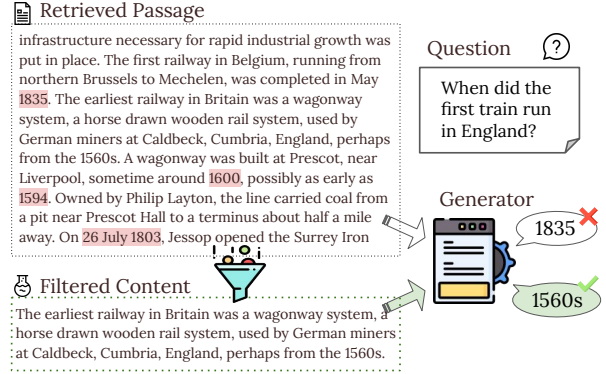 Retrieved Passage
infrastructure necessary for rapid industrial growth was
put in place. The first railway in Belgium, running from
northern Brussels to Mechelen, was completed in May
1835. The earliest railway in Britain was a wagonway
system, a horse drawn wooden rail system, used by
German miners at Caldbeck, Cumbria, England, perhaps
from the 1560s. A wagonway was built at Prescot, near
Liverpool, sometime around 1600, possibly as early as
1594. Owned by Philip Layton, the line carried coal from
a pit near Prescot Hall to a terminus about half a mile
away. On 26 July 1803, Jessop opened the Surrey Iron
Filtered Content
The earliest railway in Britain was a wagonway system, a
horse drawn wooden rail system, used by German miners
at Caldbeck, Cumbria, England, perhaps from the 1560s.
Question
?
When did the
first train run
in England?
Generator
1835
1560s